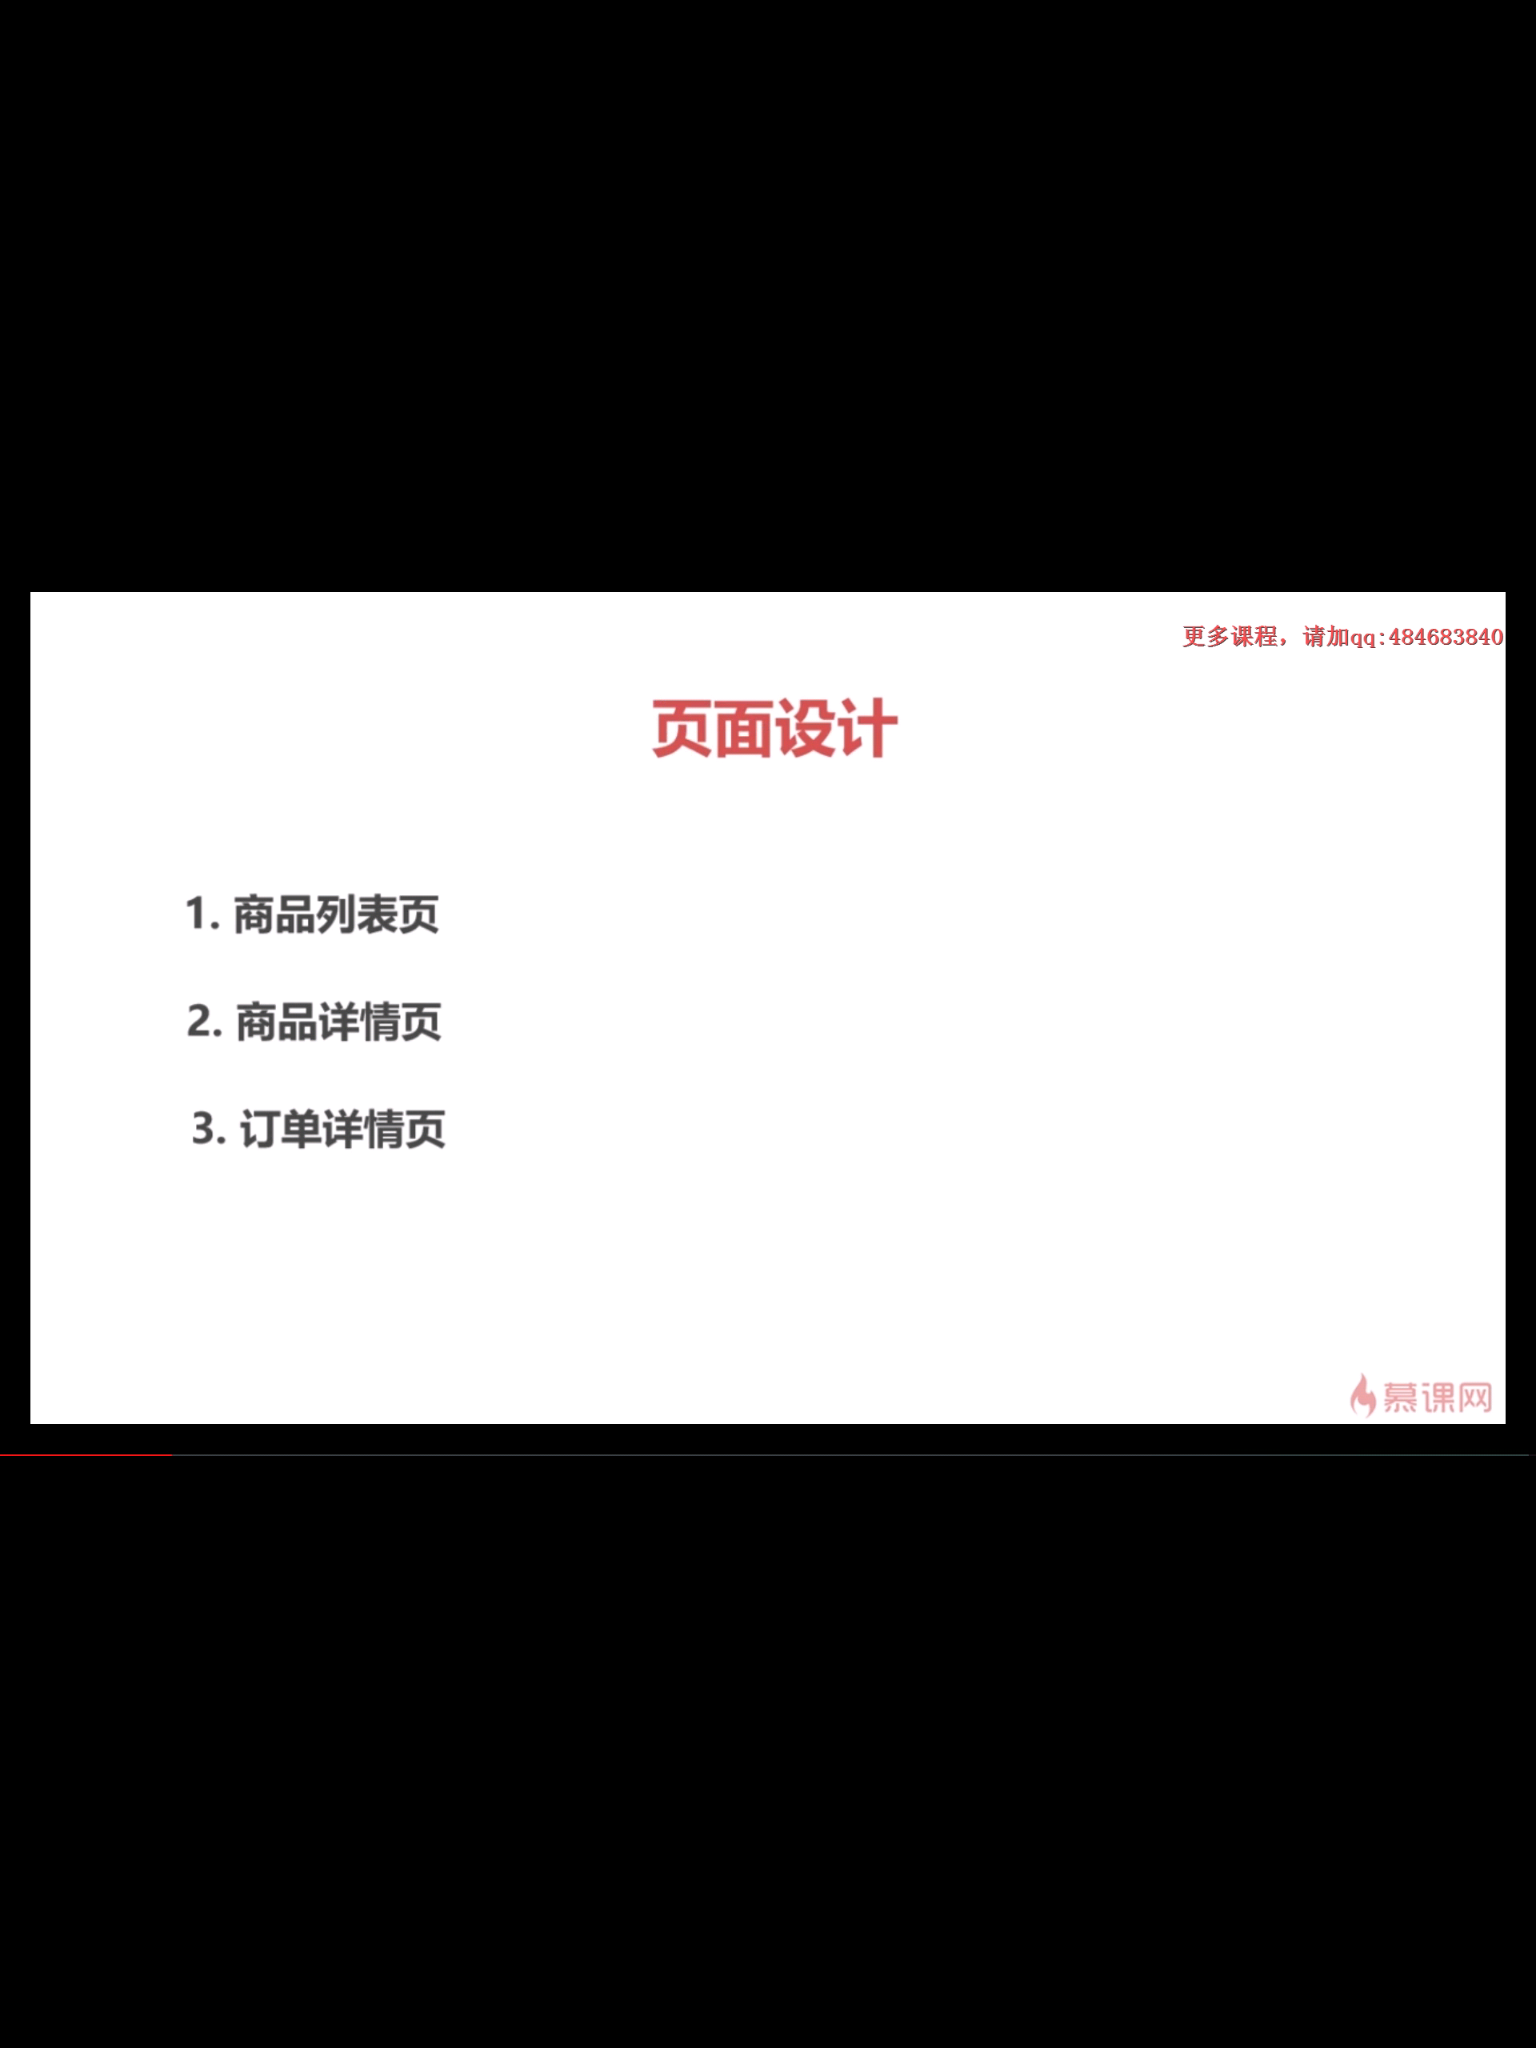 更多课程，请加qq:484683840
页面设计
1. 商品列表页
2. 商品详情页
3. 订单详情页
慕课网